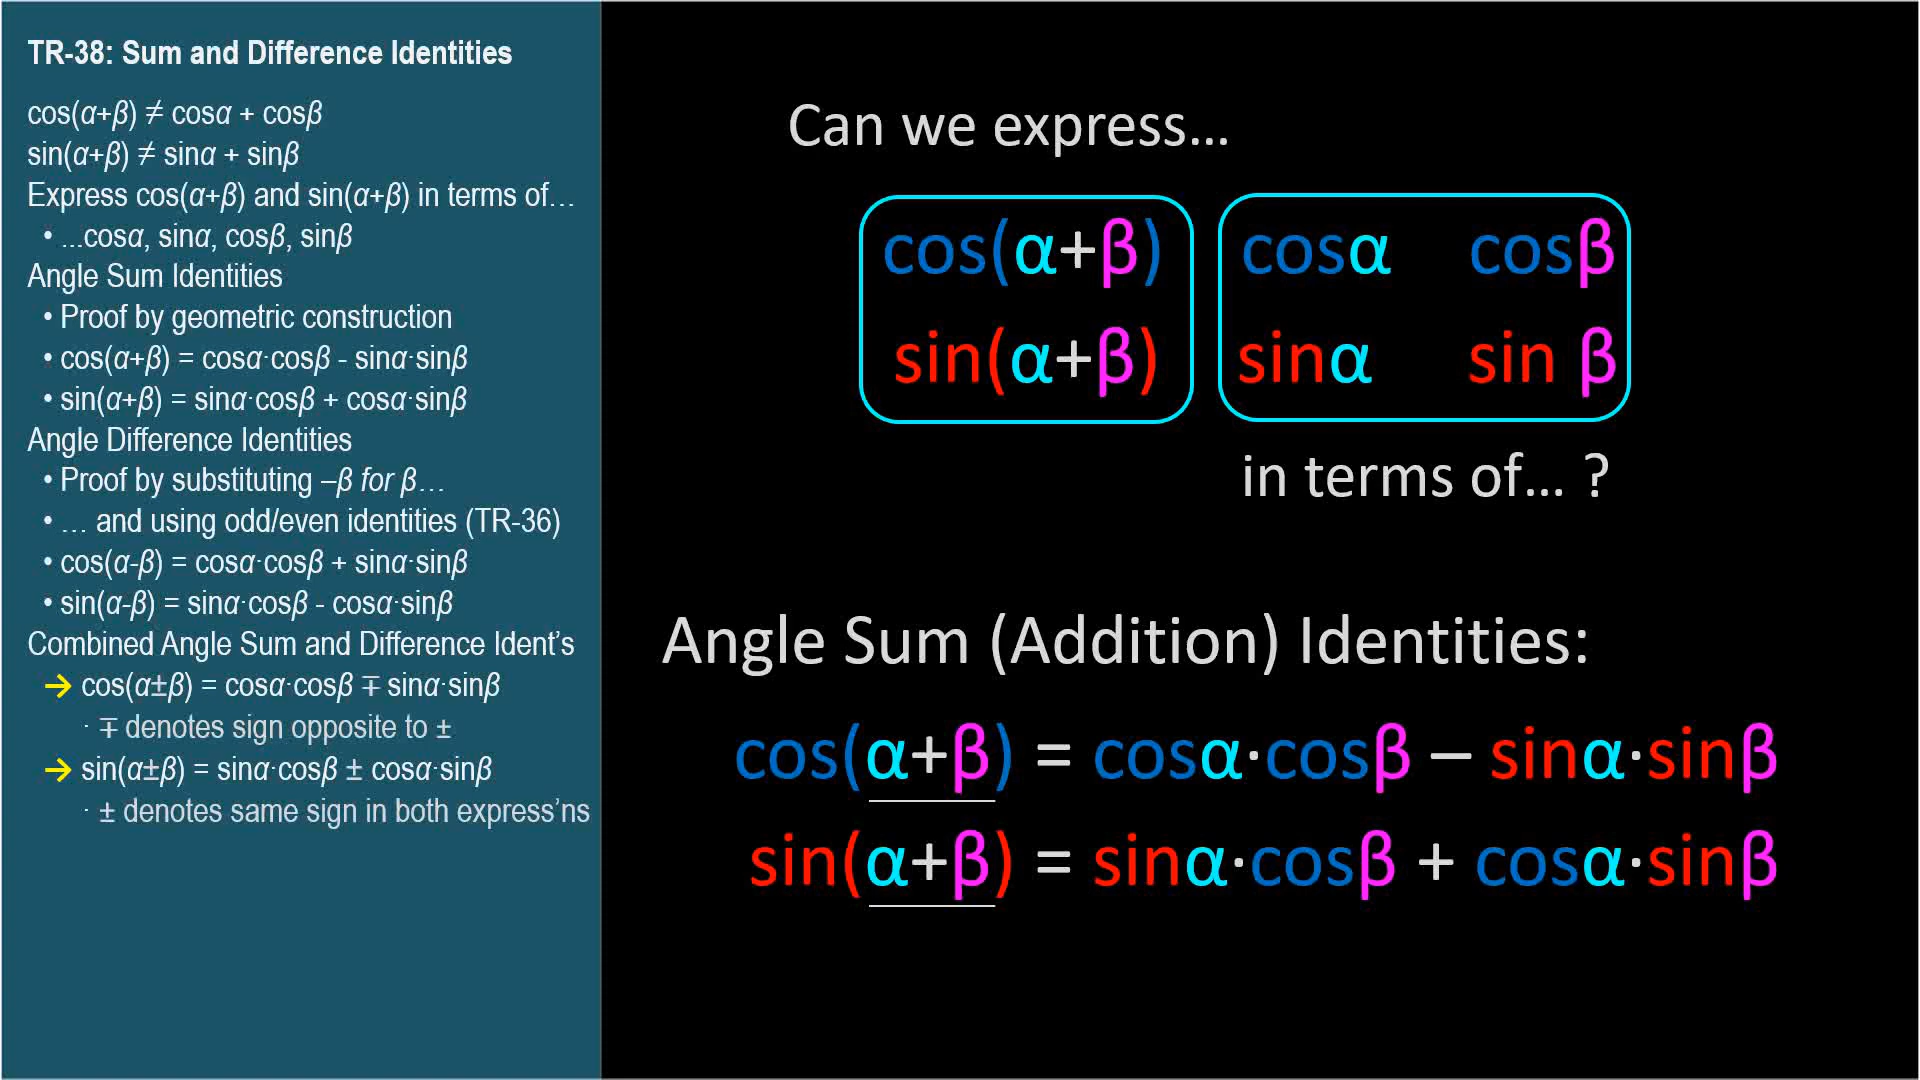 TR-38: Sum and Difference Identities
cos(α+β) ≠ cosα + cosβ
sin(α+β) ≠ sinα + sinβ
Express cos(α+β) and sin(α+β) in terms of…
• ...cosα, sinα, cosβ, sinβ
Angle Sum Identities
• Proof by geometric construction
• cos(α+β) = cosα·cosβ - sinα·sinβ
• sin(α+β) = sinα·cosβ + cosα·sinβ
Angle Difference Identities
• Proof by substituting –β for β…
• … and using odd/even identities (TR-36)
• cos(α-β) = cosα·cosβ + sinα·sinβ
• sin(α-β) = sinα·cosβ - cosα·sinβ
Combined Angle Sum and Difference Ident’s
→ cos(α±β) = cosα·cosβ ∓ sinα·sinβ
· ∓ denotes sign opposite to ±
→ sin(α±β) = sinα·cosβ ± cosα·sinβ
· ± denotes same sign in both express’ns
Can we express…
cos(α+β) cosα cosβ
sin(α+β) sinα sin β
in terms of… ?
Angle Sum (Addition) Identities:
cos(α+β) = cosα·cosβ – sinα·sinβ
sin(α+β) = sinα·cosβ + cosα·sinβ